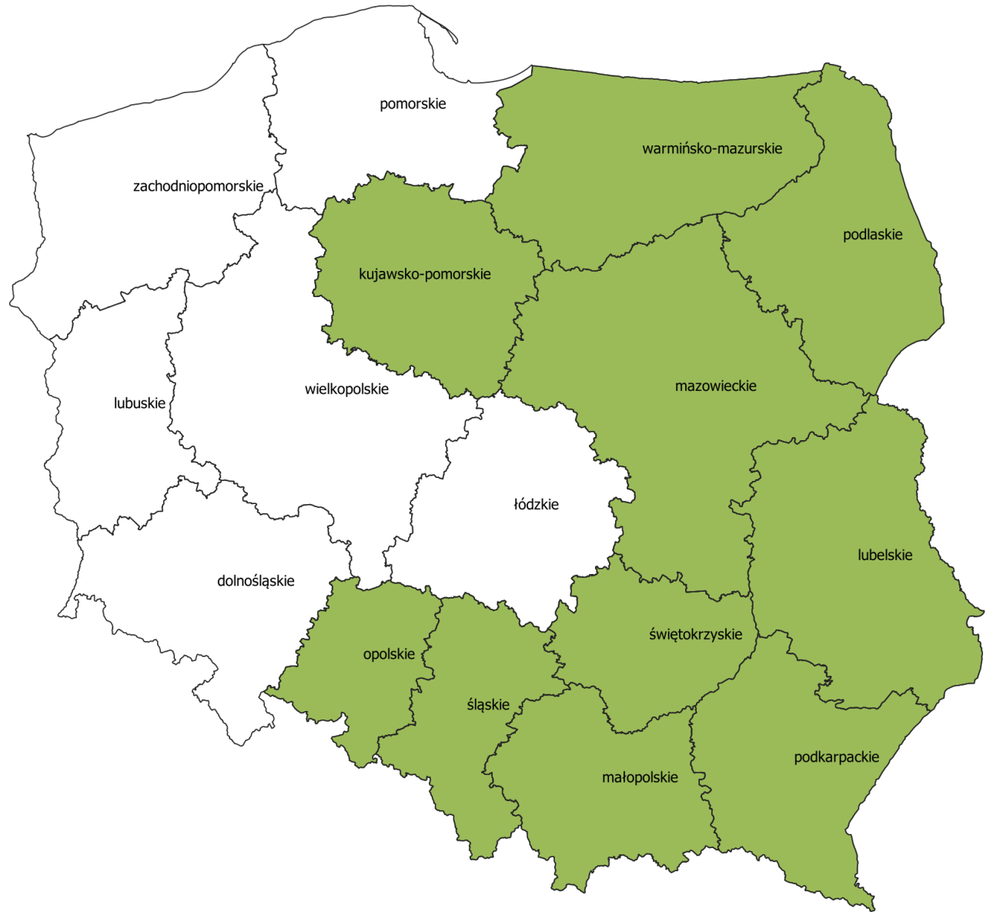 pomorskie
warmińsko-mazurskie
zachodniopomorskie
podlaskie
kujawsko-pomorskie
wielkopolskie
mazowieckie
lubuskie
łódzkie
lubelskie
dolnośląskie
świętokrzyskie
opolskie
śląskie
podkarpackie
małopolskie